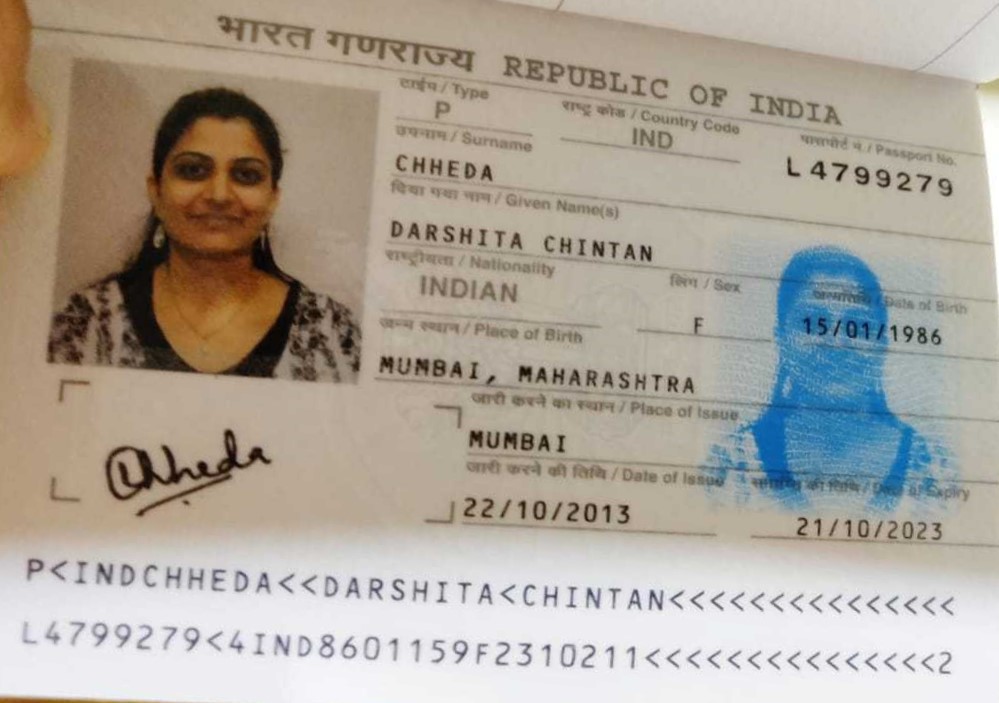 भारत गणराज्य REPUBLIC OF INDIA
टाईप / Type
राष्ट्र कोड / Country Code
पासपोर्ट नं. / Passport No.
P
IND
L4799279
उपनाम / Surname
CHHEDA
दिया गया नाम / Given Name(s)
DARSHITA CHINTAN
राष्ट्रीयता / Nationality
लिंग / Sex
जन्मतिथि / Date of Birth
INDIAN
F
15/01/1986
जन्म स्थान / Place of Birth
MUMBAI, MAHARASHTRA
जारी करने का स्थान / Place of Issue
MUMBAI
जारी करने की तिथि / Date of Issue
समाप्ति की तिथि / Date of Expiry
22/10/2013
21/10/2023
Chheda
P<INDCHHEDA<<DARSHITA<CHINTAN<<<<<<<<<<<<<<<
L4799279<4IND8601159F2310211<<<<<<<<<<<<<<<2